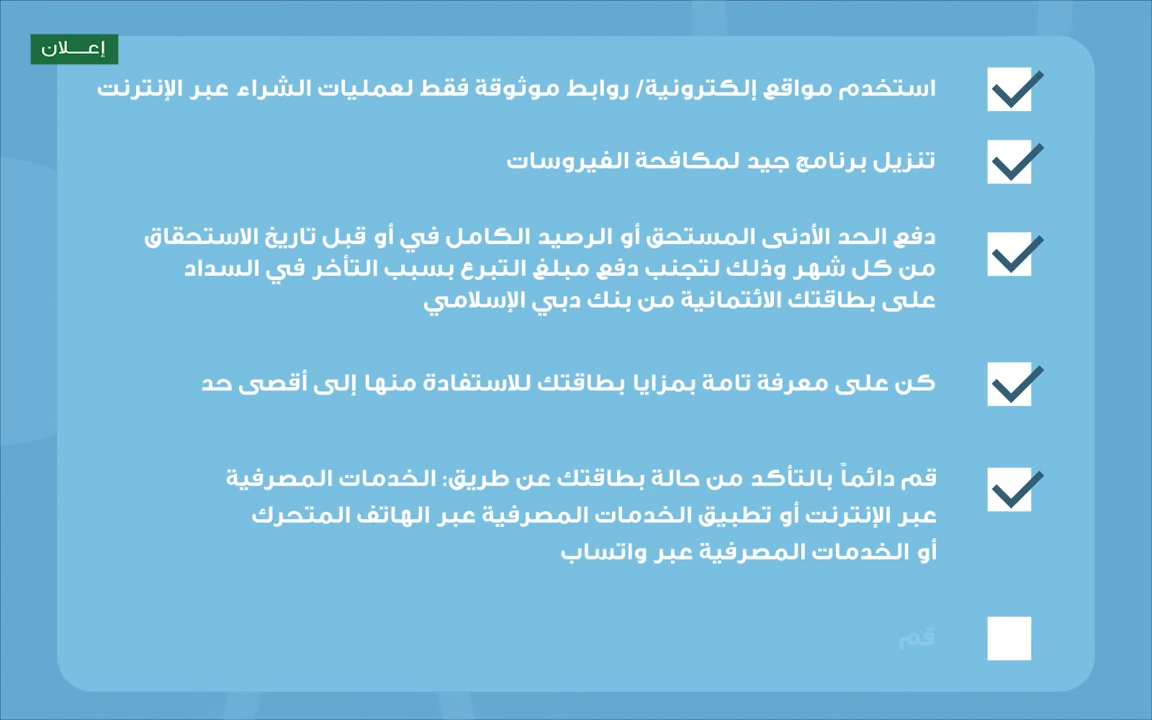 إعـــلان
استخدم مواقع إلكترونية/ روابط موثوقة فقط لعمليات الشراء عبر الإنترنت
تنزيل برنامج جيد لمكافحة الفيروسات
دفع الحد الأدنى المستحق أو الرصيد الكامل في أو قبل تاريخ الاستحقاق
من كل شهر وذلك لتجنب دفع مبلغ التبرع بسبب التأخر في السداد
على بطاقتك الائتمانية من بنك دبي الإسلامي
كن على معرفة تامة بمزايا بطاقتك للاستفادة منها إلى أقصى حد
قم دائماً بالتأكد من حالة بطاقتك عن طريق: الخدمات المصرفية
عبر الإنترنت أو تطبيق الخدمات المصرفية عبر الهاتف المتحرك
أو الخدمات المصرفية عبر واتساب
قم